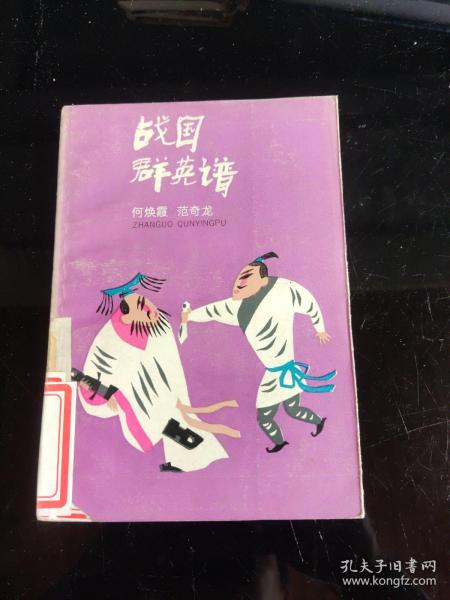 战国
群英谱
何焕霞 范奇龙
ZHANGUO QUNYINGPU
孔夫子旧书网
www.kongfz.com